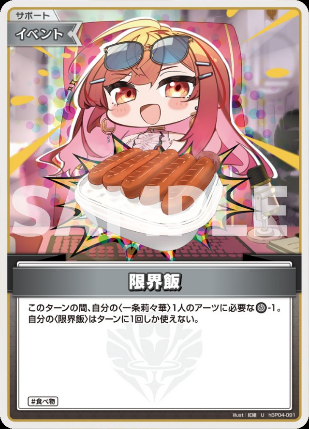 サポート
イベント
SAMPLE
限界飯
このターンの間、自分の〈一条莉々華〉1人のアーツに必要な-1。
自分の〈限界飯〉はターンに1回しか使えない。
#食べ物
Illust U hSP04-001